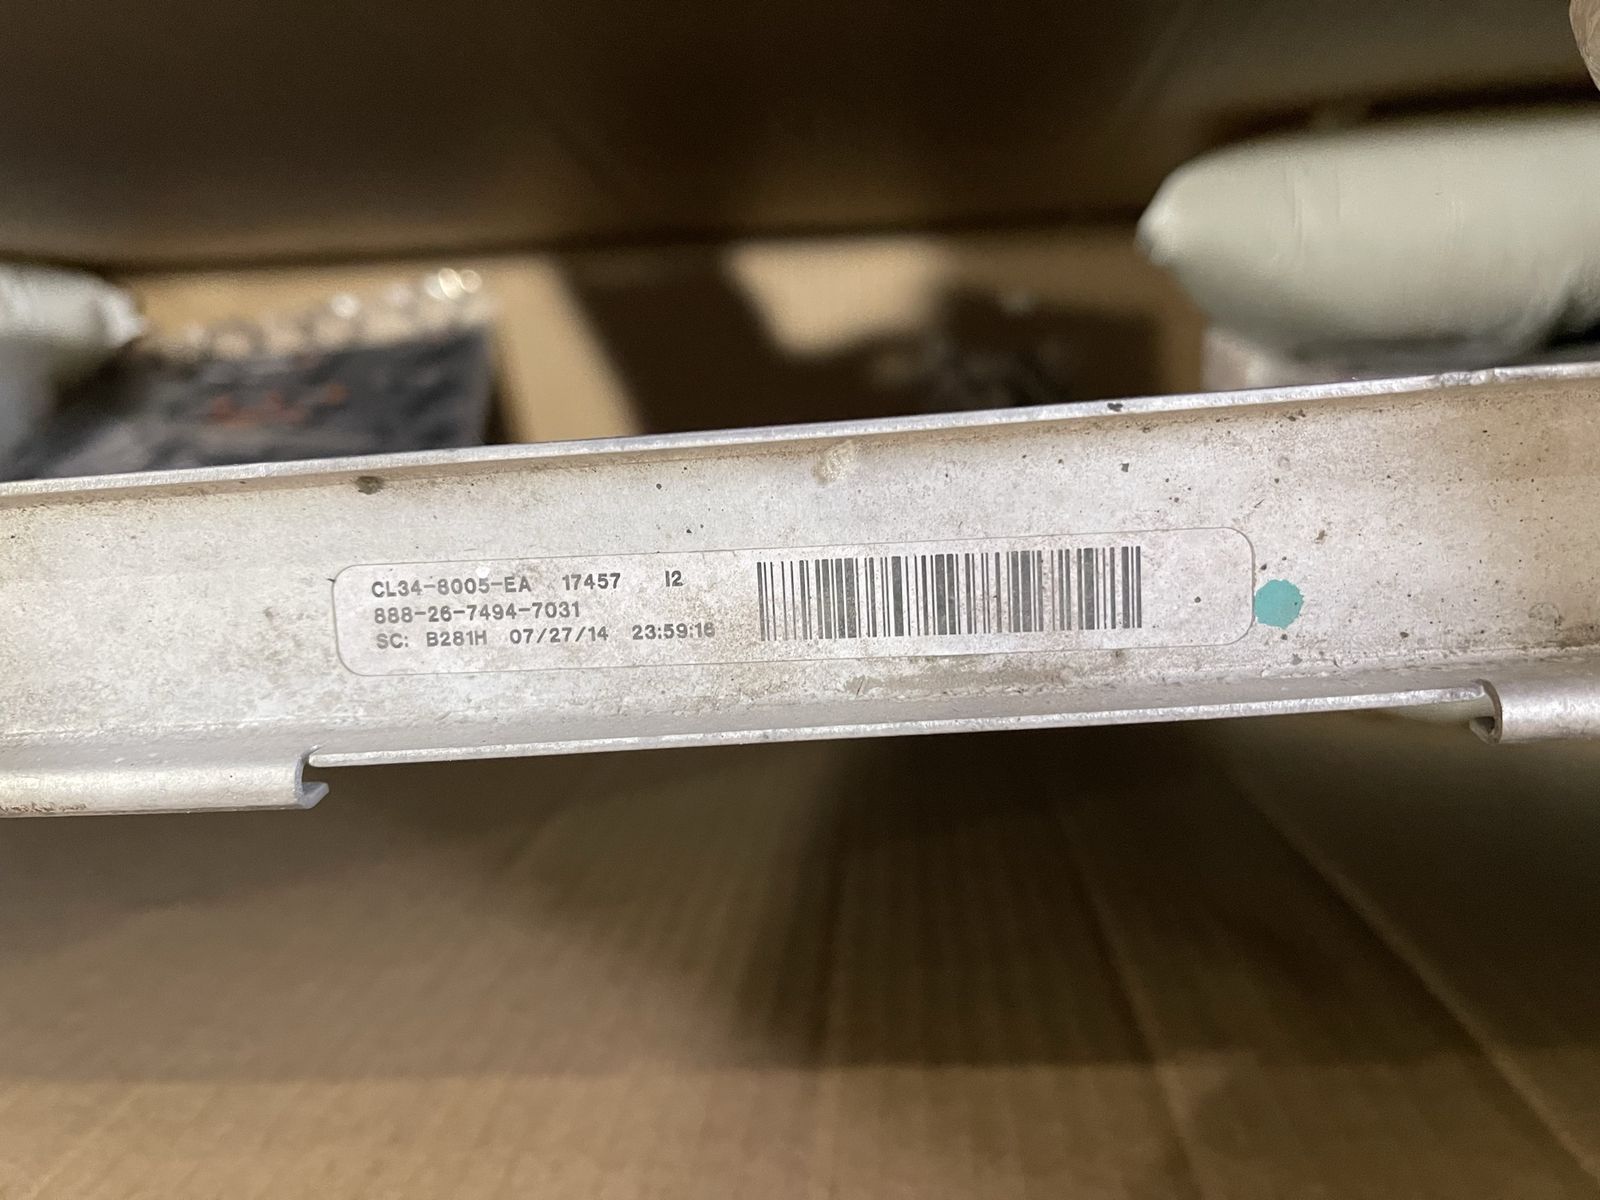 CL34-8005-EA 17457 I2
888-26-7494-7031
SC: B281H 07/27/14 23:59:16